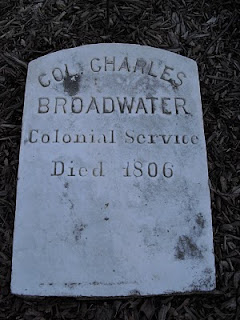 COL. CHARLES
BROADWATER
Colonial Service
Died 1806